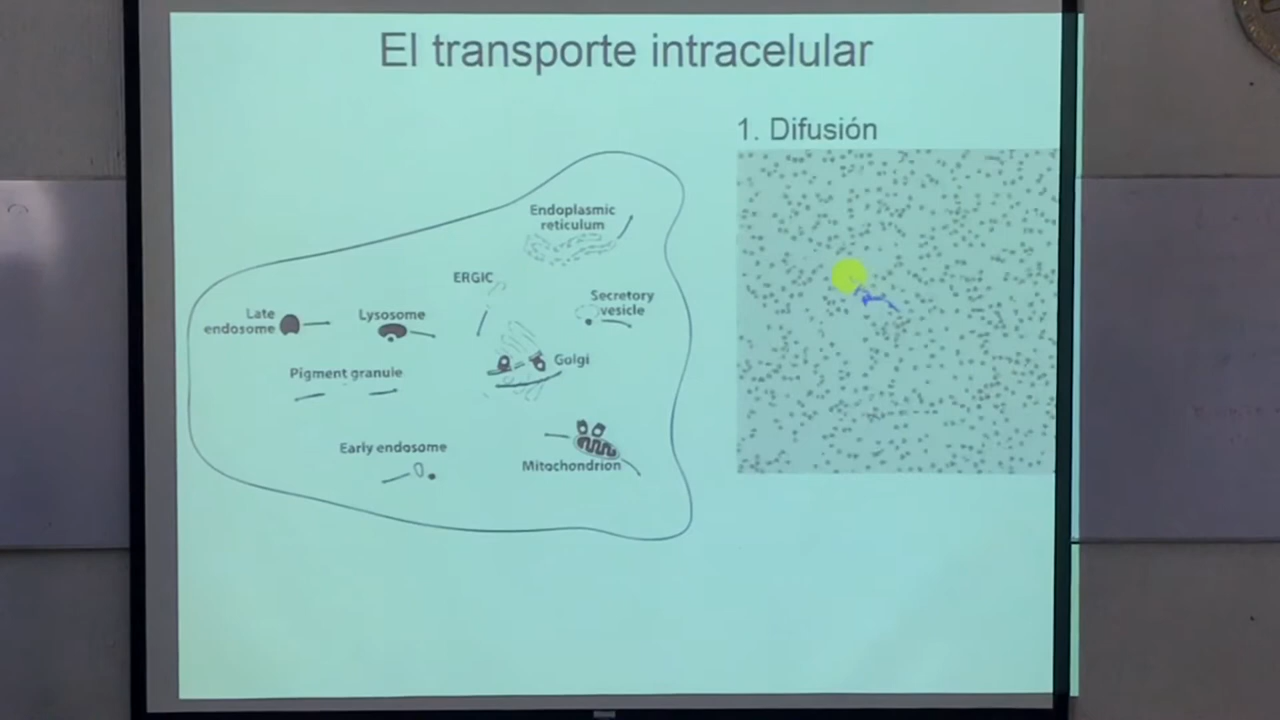 El transporte intracelular
1. Difusión
Endoplasmic
reticulum
ERGIC
Secretory
vesicle
Late
endosome
Lysosome
Golgi
Pigment granule
Early endosome
Mitochondrion